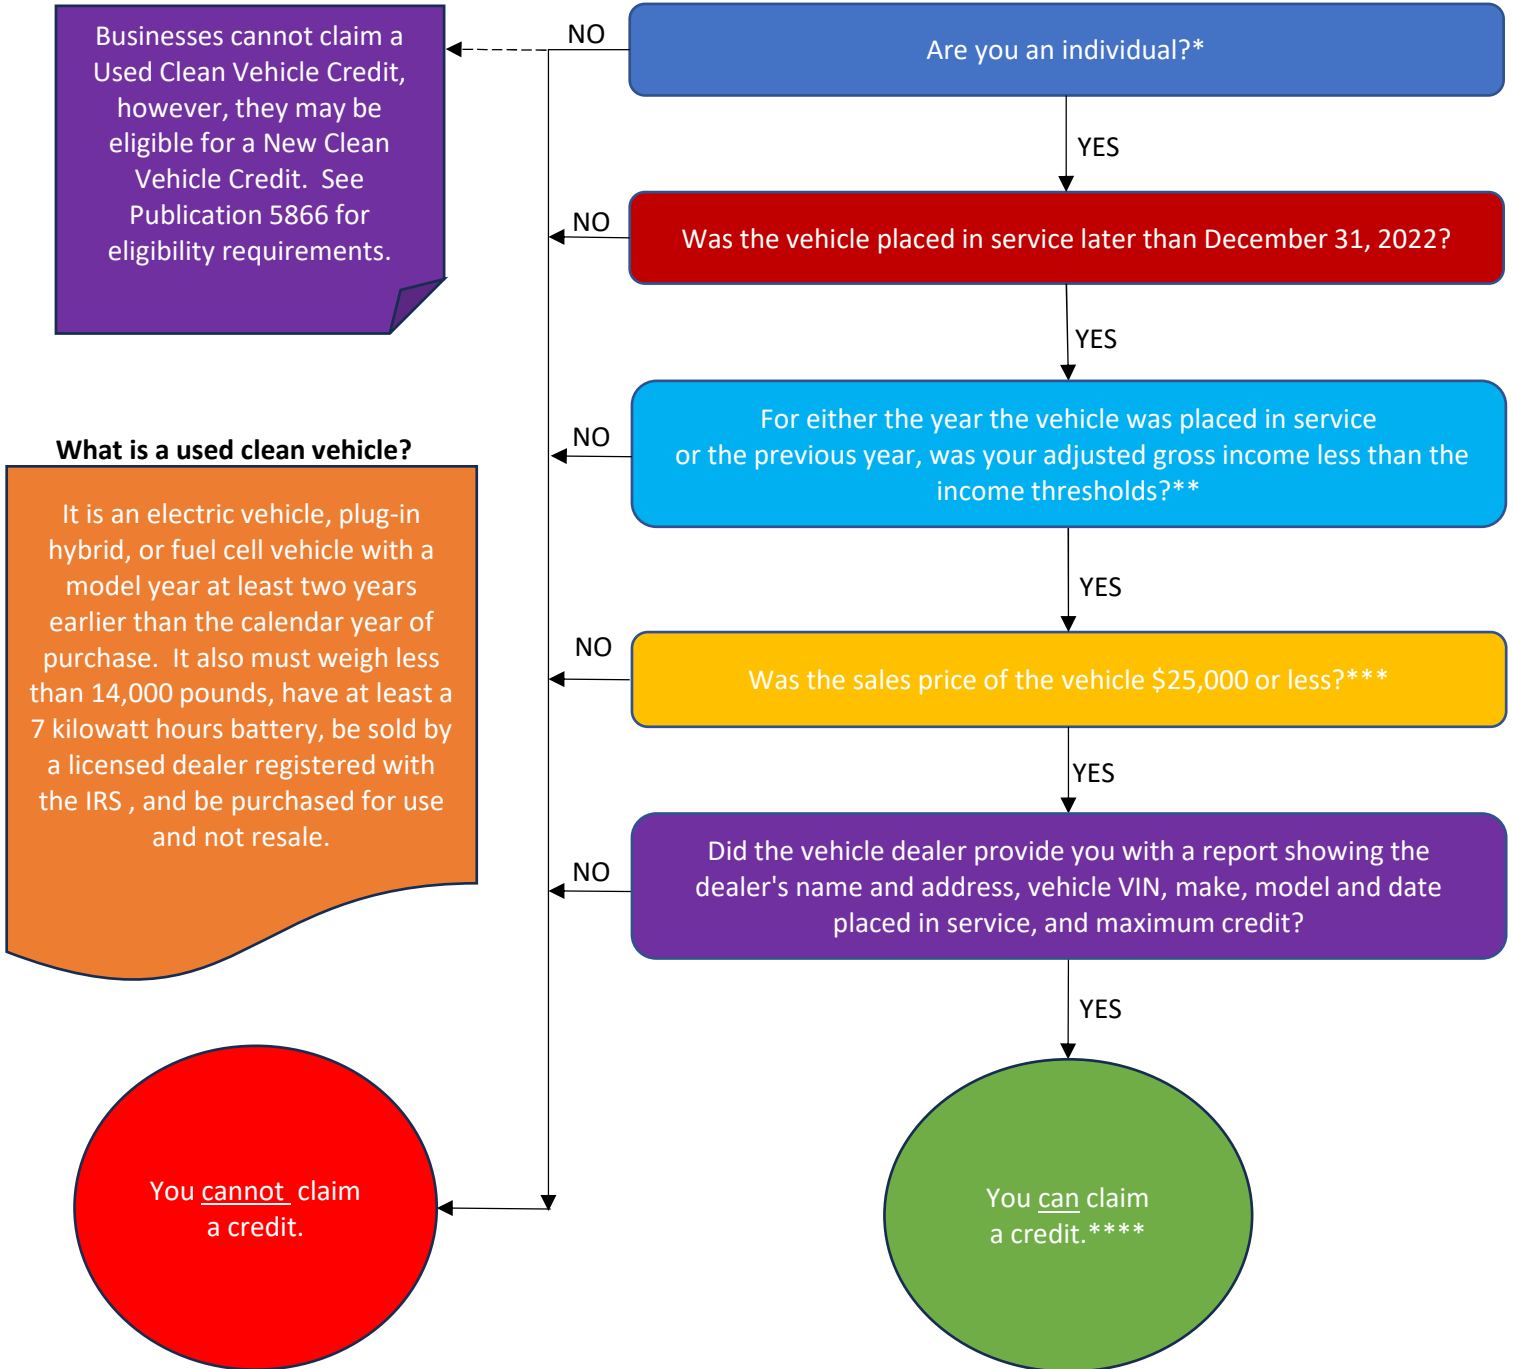 Businesses cannot claim a
Used Clean Vehicle Credit,
however, they may be
eligible for a New Clean
Vehicle Credit.  See
Publication 5866 for
eligibility requirements.
NO
Are you an individual?*
YES
NO
Was the vehicle placed in service later than December 31, 2022?
YES
NO
For either the year the vehicle was placed in service
or the previous year, was your adjusted gross income less than the
income thresholds?**
YES
What is a used clean vehicle?
It is an electric vehicle, plug-in
hybrid, or fuel cell vehicle with a
model year at least two years
earlier than the calendar year of
purchase.  It also must weigh less
than 14,000 pounds, have at least a
7 kilowatt hours battery, be sold by
a licensed dealer registered with
the IRS , and be purchased for use
and not resale.
NO
Was the sales price of the vehicle $25,000 or less?***
YES
NO
Did the vehicle dealer provide you with a report showing the
dealer's name and address, vehicle VIN, make, model and date
placed in service, and maximum credit?
YES
You cannot  claim
a credit.
You can claim
a credit.****